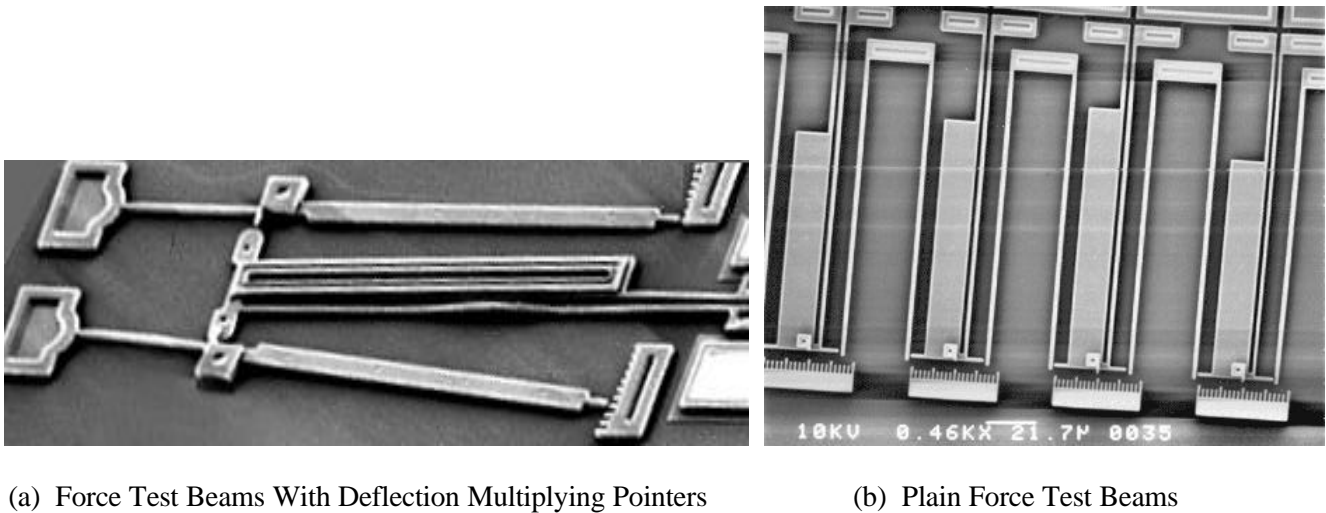 10KV 0.46KX 21.7µ 0035
(a) Force Test Beams With Deflection Multiplying Pointers
(b) Plain Force Test Beams